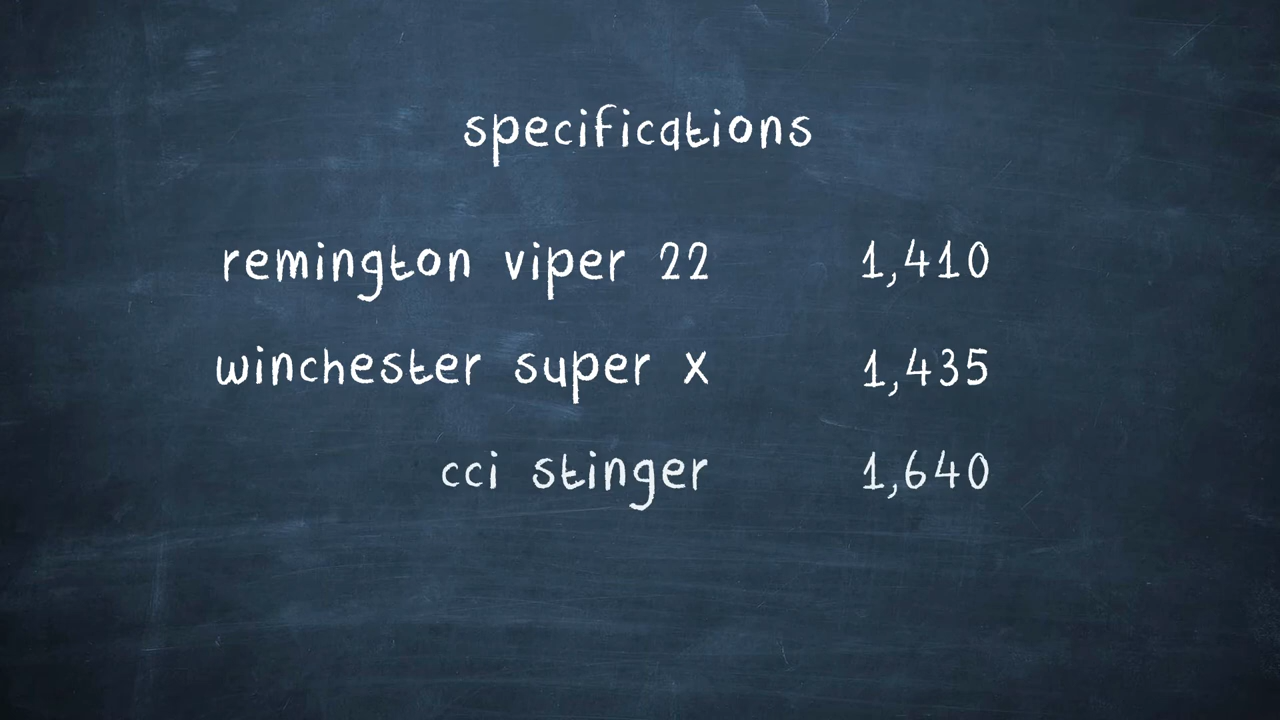 specifications
remington viper 22 1,410
winchester super x 1,435
cci stinger 1,640